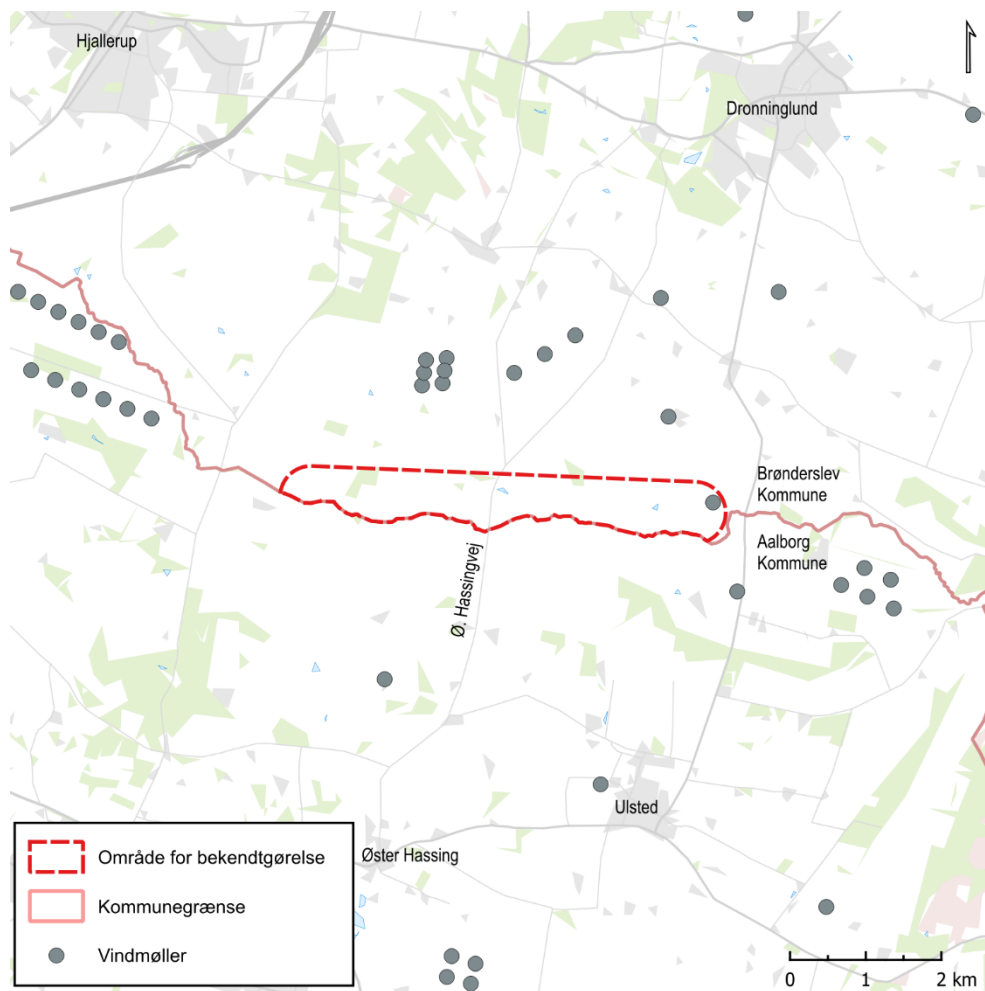 Hjallerup
Dronninglund
Brønderslev
Kommune
Aalborg
Kommune
Ø. Hassingvej
Ulsted
Øster Hassing
Område for bekendtgørelse
Kommunegrænse
Vindmøller
0 1 2 km